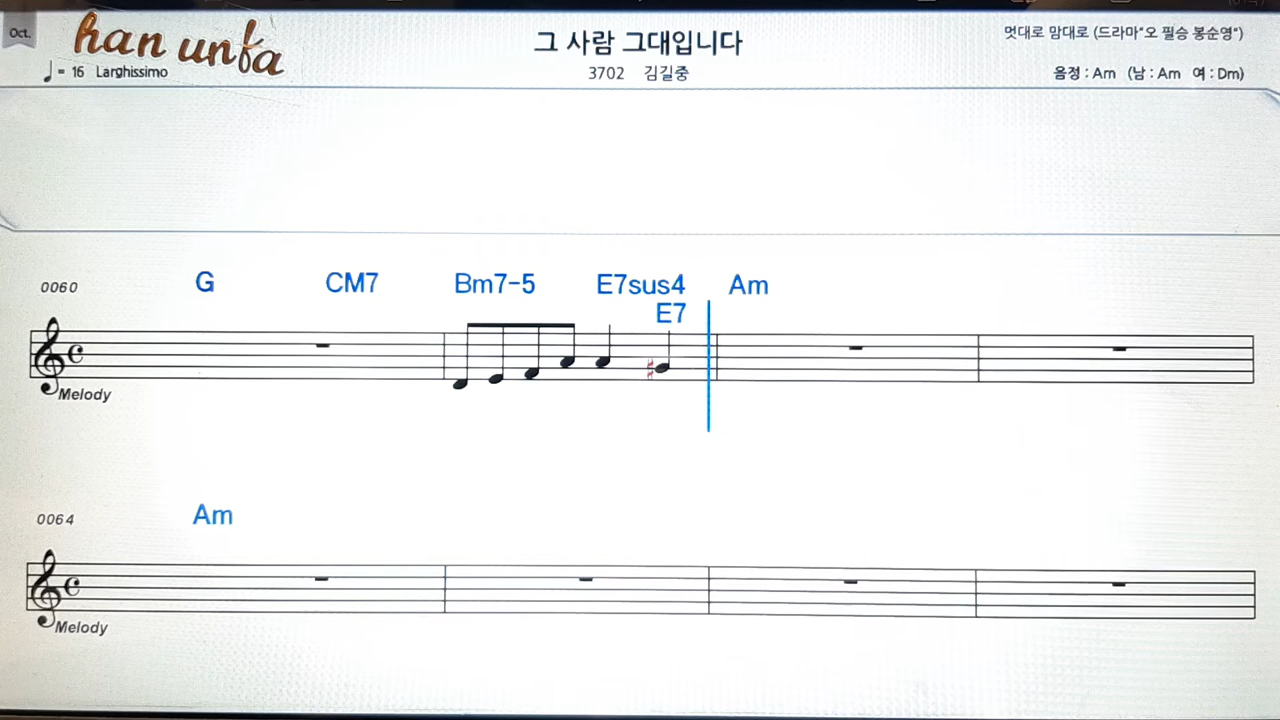 Oct.
han unfa
그 사람 그대입니다
멋대로 맘대로 (드라마"오 필승 봉순영")
♩= 16 Larghissimo
3702 김길중
음정 : Am (남 : Am 여 : Dm)
0060
G CM7 Bm7-5 E7sus4 Am
E7
Melody
0064
Am
Melody